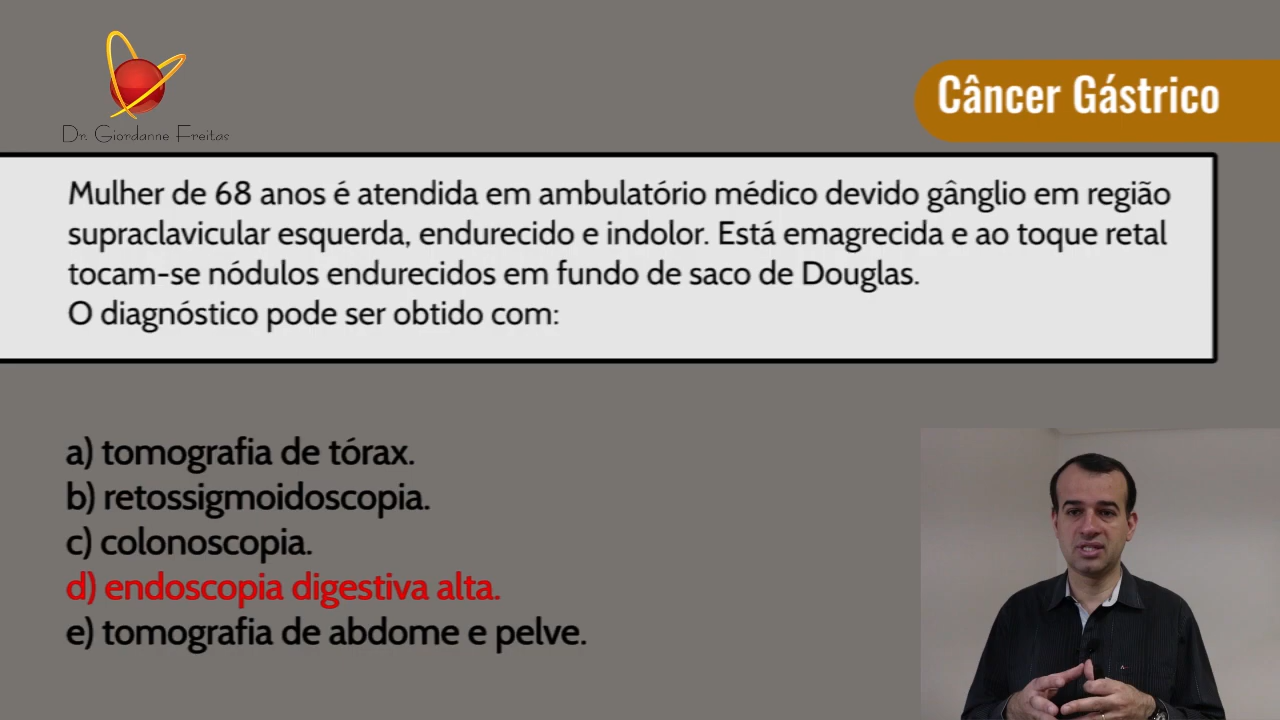 Dr. Giordanne Freitas
Câncer Gástrico
Mulher de 68 anos é atendida em ambulatório médico devido gânglio em região
supraclavicular esquerda, endurecido e indolor. Está emagrecida e ao toque retal
tocam-se nódulos endurecidos em fundo de saco de Douglas.
O diagnóstico pode ser obtido com:
a) tomografia de tórax.
b) retossigmoidoscopia.
c) colonoscopia.
d) endoscopia digestiva alta.
e) tomografia de abdome e pelve.